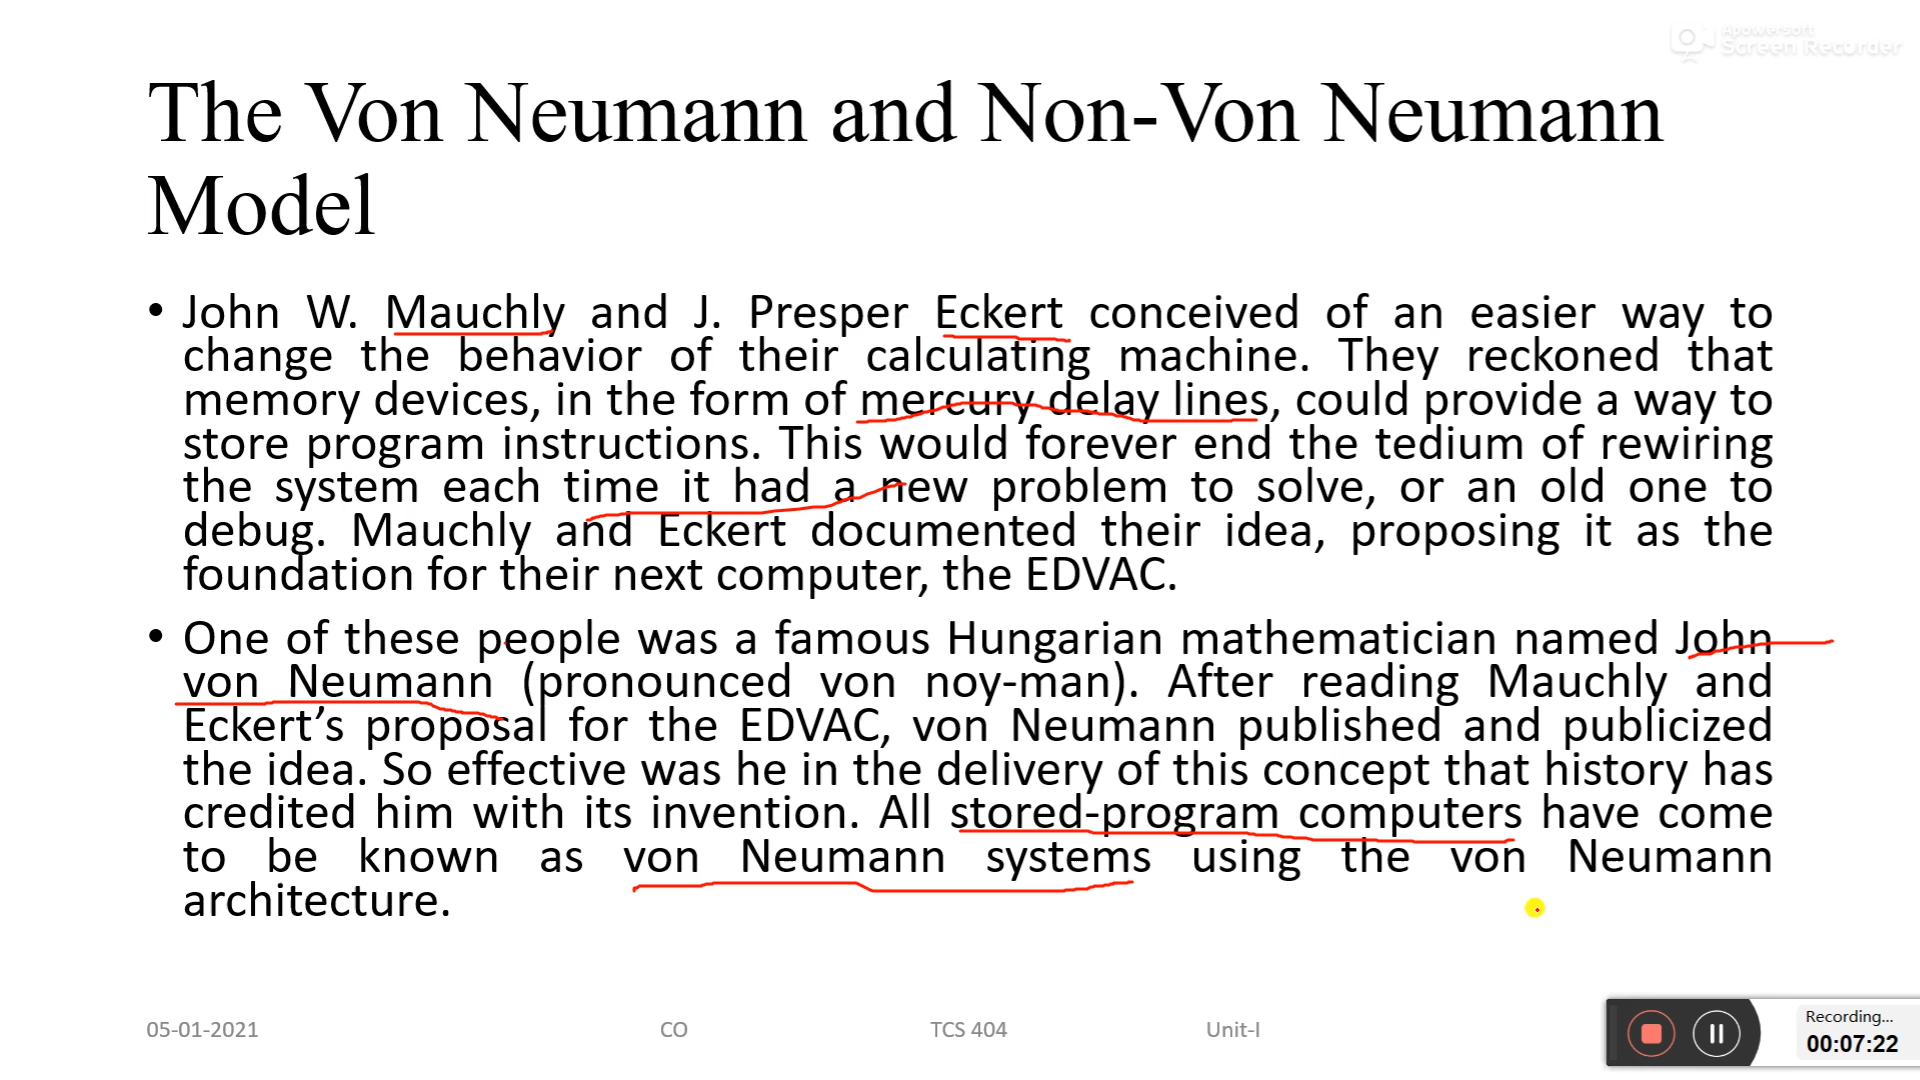 Apowersoft
Screen Recorder
The Von Neumann and Non-Von Neumann
Model
• John W. Mauchly and J. Presper Eckert conceived of an easier way to
change the behavior of their calculating machine. They reckoned that
memory devices, in the form of mercury delay lines, could provide a way to
store program instructions. This would forever end the tedium of rewiring
the system each time it had a new problem to solve, or an old one to
debug. Mauchly and Eckert documented their idea, proposing it as the
foundation for their next computer, the EDVAC.
• One of these people was a famous Hungarian mathematician named John
von Neumann (pronounced von noy-man). After reading Mauchly and
Eckert’s proposal for the EDVAC, von Neumann published and publicized
the idea. So effective was he in the delivery of this concept that history has
credited him with its invention. All stored-program computers have come
to be known as von Neumann systems using the von Neumann
architecture.
05-01-2021 CO TCS 404 Unit-I
Recording...
00:07:22